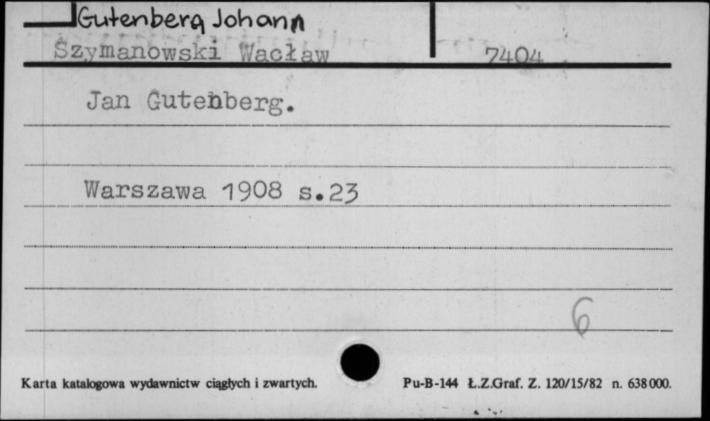 Gutenberg Johann
Szymanowski Wacław 7404
Jan Gutenberg.
Warszawa 1908 s.23
6
Karta katalogowa wydawnictw ciągłych i zwartych. Pu-B-144 Ł.Z.Graf. Z. 120/15/82 n. 638000.